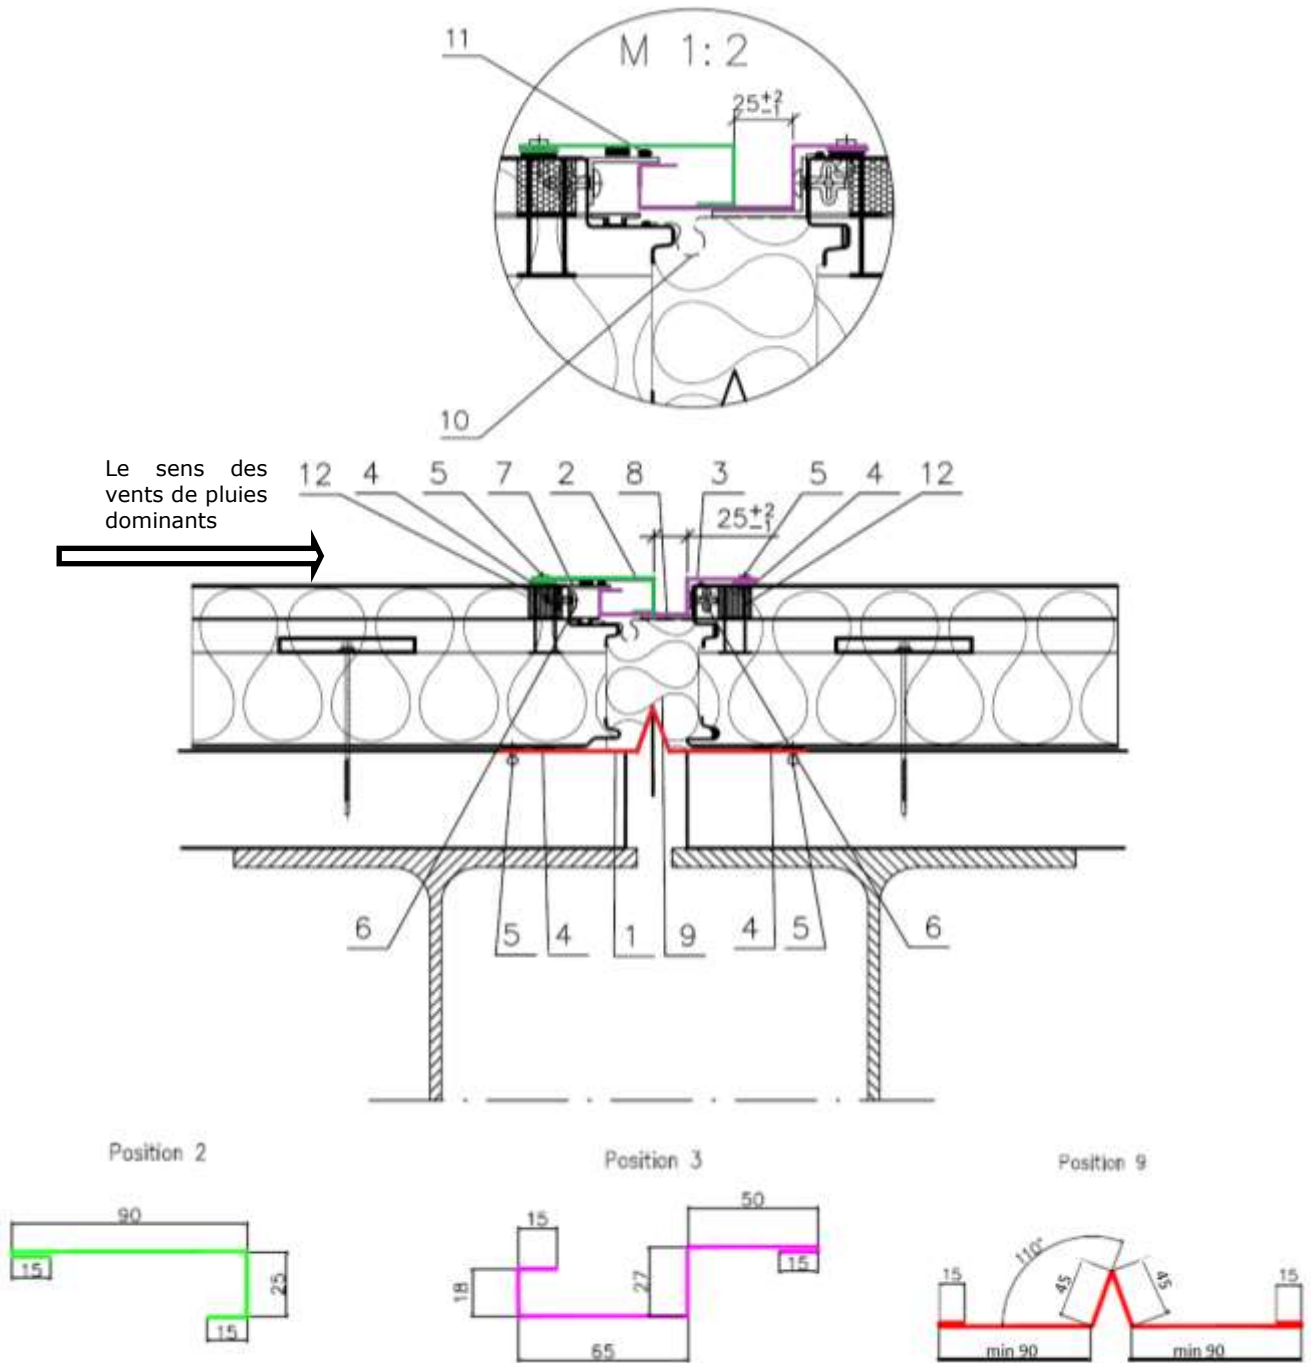 11
M 1:2
25+2-1
10
Le sens des
vents de pluies
dominants
12 4 5 7 2 8 3 5 4 12
25+2-1
6 5 4 1 9 4 5 6
Position 2
Position 3
Position 9
90
15
25
15
50
15
15
27
18
65
110°
15
45
45
15
min 90
min 90